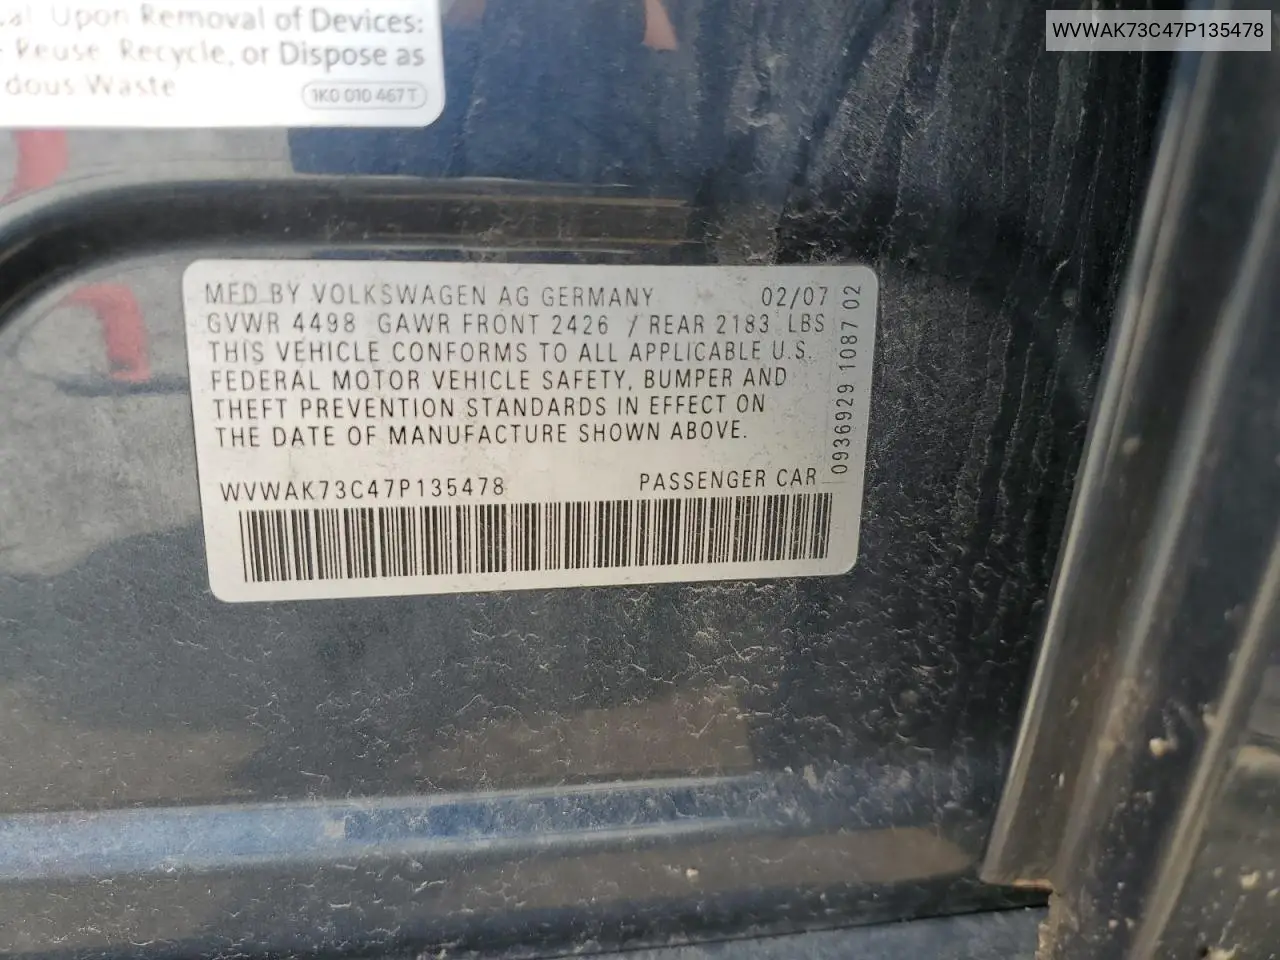 Upon Removal of Devices:
Reuse, Recycle, or Dispose as
dous Waste
1K0 010 467 T
WVWAK73C47P135478
MFD BY VOLKSWAGEN AG GERMANY 02/07
GVWR 4498 GAWR FRONT 2426 / REAR 2183 LBS
THIS VEHICLE CONFORMS TO ALL APPLICABLE U.S.
FEDERAL MOTOR VEHICLE SAFETY, BUMPER AND
THEFT PREVENTION STANDARDS IN EFFECT ON
THE DATE OF MANUFACTURE SHOWN ABOVE.
WVWAK73C47P135478 PASSENGER CAR
0936929 1087 02